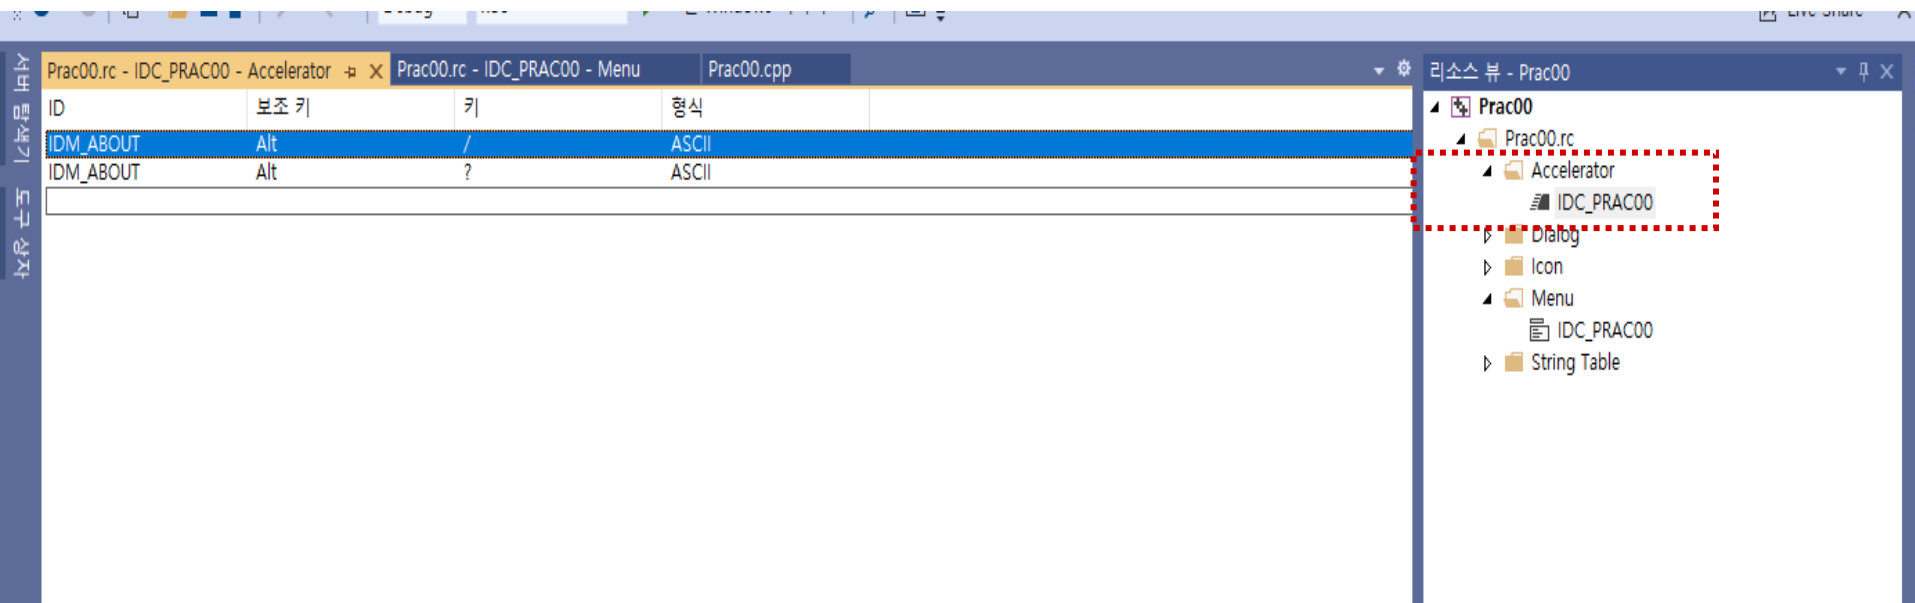 Prac00.rc - IDC_PRAC00 - Accelerator
Prac00.rc - IDC_PRAC00 - Menu
Prac00.cpp
ID 보조 키 키 형식
IDM_ABOUT Alt / ASCII
IDM_ABOUT Alt ? ASCII
서버 탐색기
도구 상자
리소스 뷰 - Prac00
Prac00
Prac00.rc
Accelerator
IDC_PRAC00
Dialog
Icon
Menu
IDC_PRAC00
String Table